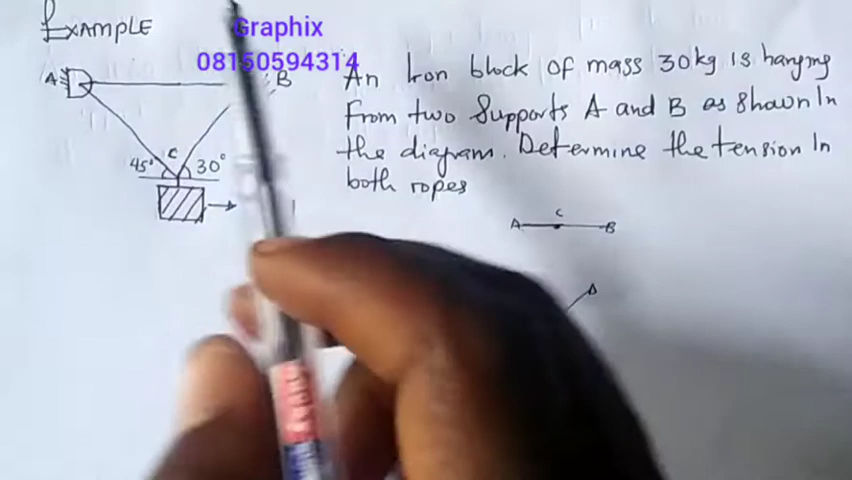 EXAMPLE
Graphix
08150594314
An Iron block of mass 30kg is hanging
From two Supports A and B as Shown In
the diagram. Determine the tension In
both ropes
A
B
C
45°
30°
C
A
B